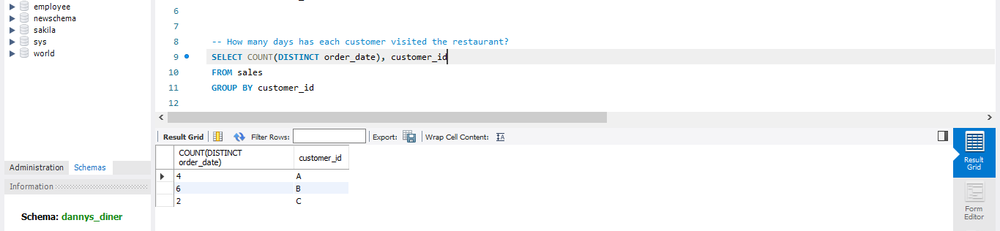 employee
newschema
sakila
sys
world
Administration Schemas
Information
Schema: dannys_diner
6
7
8 -- How many days has each customer visited the restaurant?
9 SELECT COUNT(DISTINCT order_date), customer_id
10 FROM sales
11 GROUP BY customer_id
12
Result Grid Filter Rows: Export: Wrap Cell Content:
COUNT(DISTINCT
order_date) customer_id
4 A
6 B
2 C
Result
Grid
Form
Editor